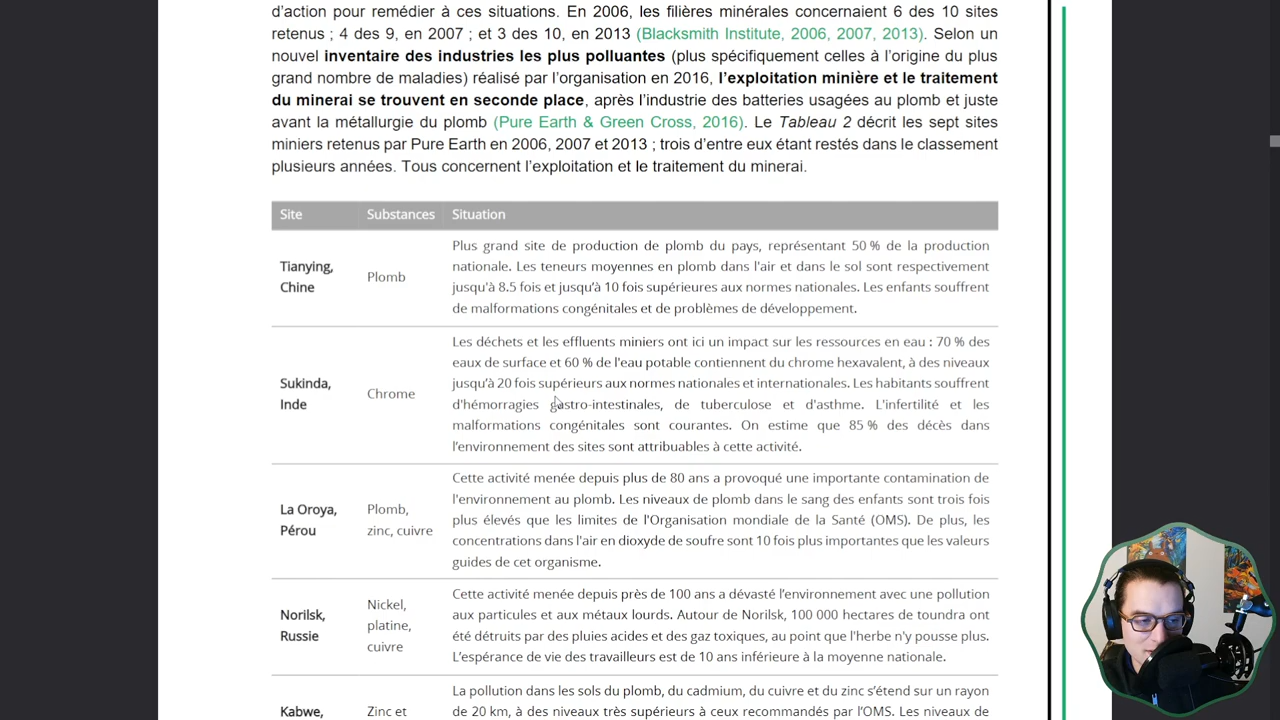 d'action pour remédier à ces situations. En 2006, les filières minérales concernaient 6 des 10 sites
retenus ; 4 des 9, en 2007 ; et 3 des 10, en 2013 (Blacksmith Institute, 2006, 2007, 2013). Selon un
nouvel inventaire des industries les plus polluantes (plus spécifiquement celles à l'origine du plus
grand nombre de maladies) réalisé par l'organisation en 2016, l'exploitation minière et le traitement
du minerai se trouvent en seconde place, après l'industrie des batteries usagées au plomb et juste
avant la métallurgie du plomb (Pure Earth & Green Cross, 2016). Le Tableau 2 décrit les sept sites
miniers retenus par Pure Earth en 2006, 2007 et 2013 ; trois d'entre eux étant restés dans le classement
plusieurs années. Tous concernent l'exploitation et le traitement du minerai.
Site Substances Situation
Tianying,
Chine
Plomb
Plus grand site de production de plomb du pays, représentant 50 % de la production
nationale. Les teneurs moyennes en plomb dans l'air et dans le sol sont respectivement
jusqu'à 8.5 fois et jusqu'à 10 fois supérieures aux normes nationales. Les enfants souffrent
de malformations congénitales et de problèmes de développement.
Sukinda,
Inde
Chrome
Les déchets et les effluents miniers ont ici un impact sur les ressources en eau : 70 % des
eaux de surface et 60 % de l'eau potable contiennent du chrome hexavalent, à des niveaux
jusqu'à 20 fois supérieurs aux normes nationales et internationales. Les habitants souffrent
d'hémorragies gastro-intestinales, de tuberculose et d'asthme. L'infertilité et les
malformations congénitales sont courantes. On estime que 85 % des décès dans
l'environnement des sites sont attribuables à cette activité.
La Oroya,
Pérou
Plomb,
zinc, cuivre
Cette activité menée depuis plus de 80 ans a provoqué une importante contamination de
l'environnement au plomb. Les niveaux de plomb dans le sang des enfants sont trois fois
plus élevés que les limites de l'Organisation mondiale de la Santé (OMS). De plus, les
concentrations dans l'air en dioxyde de soufre sont 10 fois plus importantes que les valeurs
guides de cet organisme.
Norilsk,
Russie
Nickel,
platine,
cuivre
Cette activité menée depuis près de 100 ans a dévasté l'environnement avec une pollution
aux particules et aux métaux lourds. Autour de Norilsk, 100 000 hectares de toundra ont
été détruits par des pluies acides et des gaz toxiques, au point que l'herbe n'y pousse plus.
L'espérance de vie des travailleurs est de 10 ans inférieure à la moyenne nationale.
Kabwe,
Zinc et
La pollution dans les sols du plomb, du cadmium, du cuivre et du zinc s'étend sur un rayon
de 20 km, à des niveaux très supérieurs à ceux recommandés par l'OMS. Les niveaux de